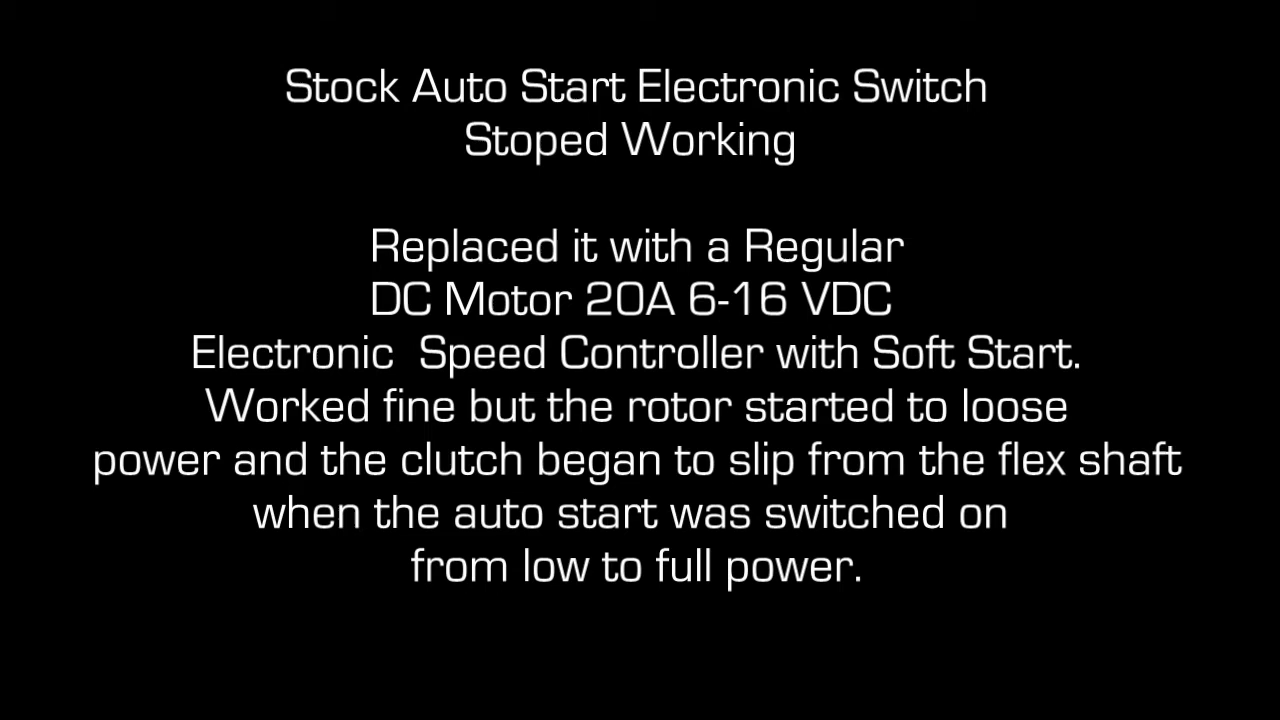 Stock Auto Start Electronic Switch
Stoped Working
Replaced it with a Regular
DC Motor 20A 6-16 VDC
Electronic  Speed Controller with Soft Start.
Worked fine but the rotor started to loose
power and the clutch began to slip from the flex shaft
when the auto start was switched on
from low to full power.